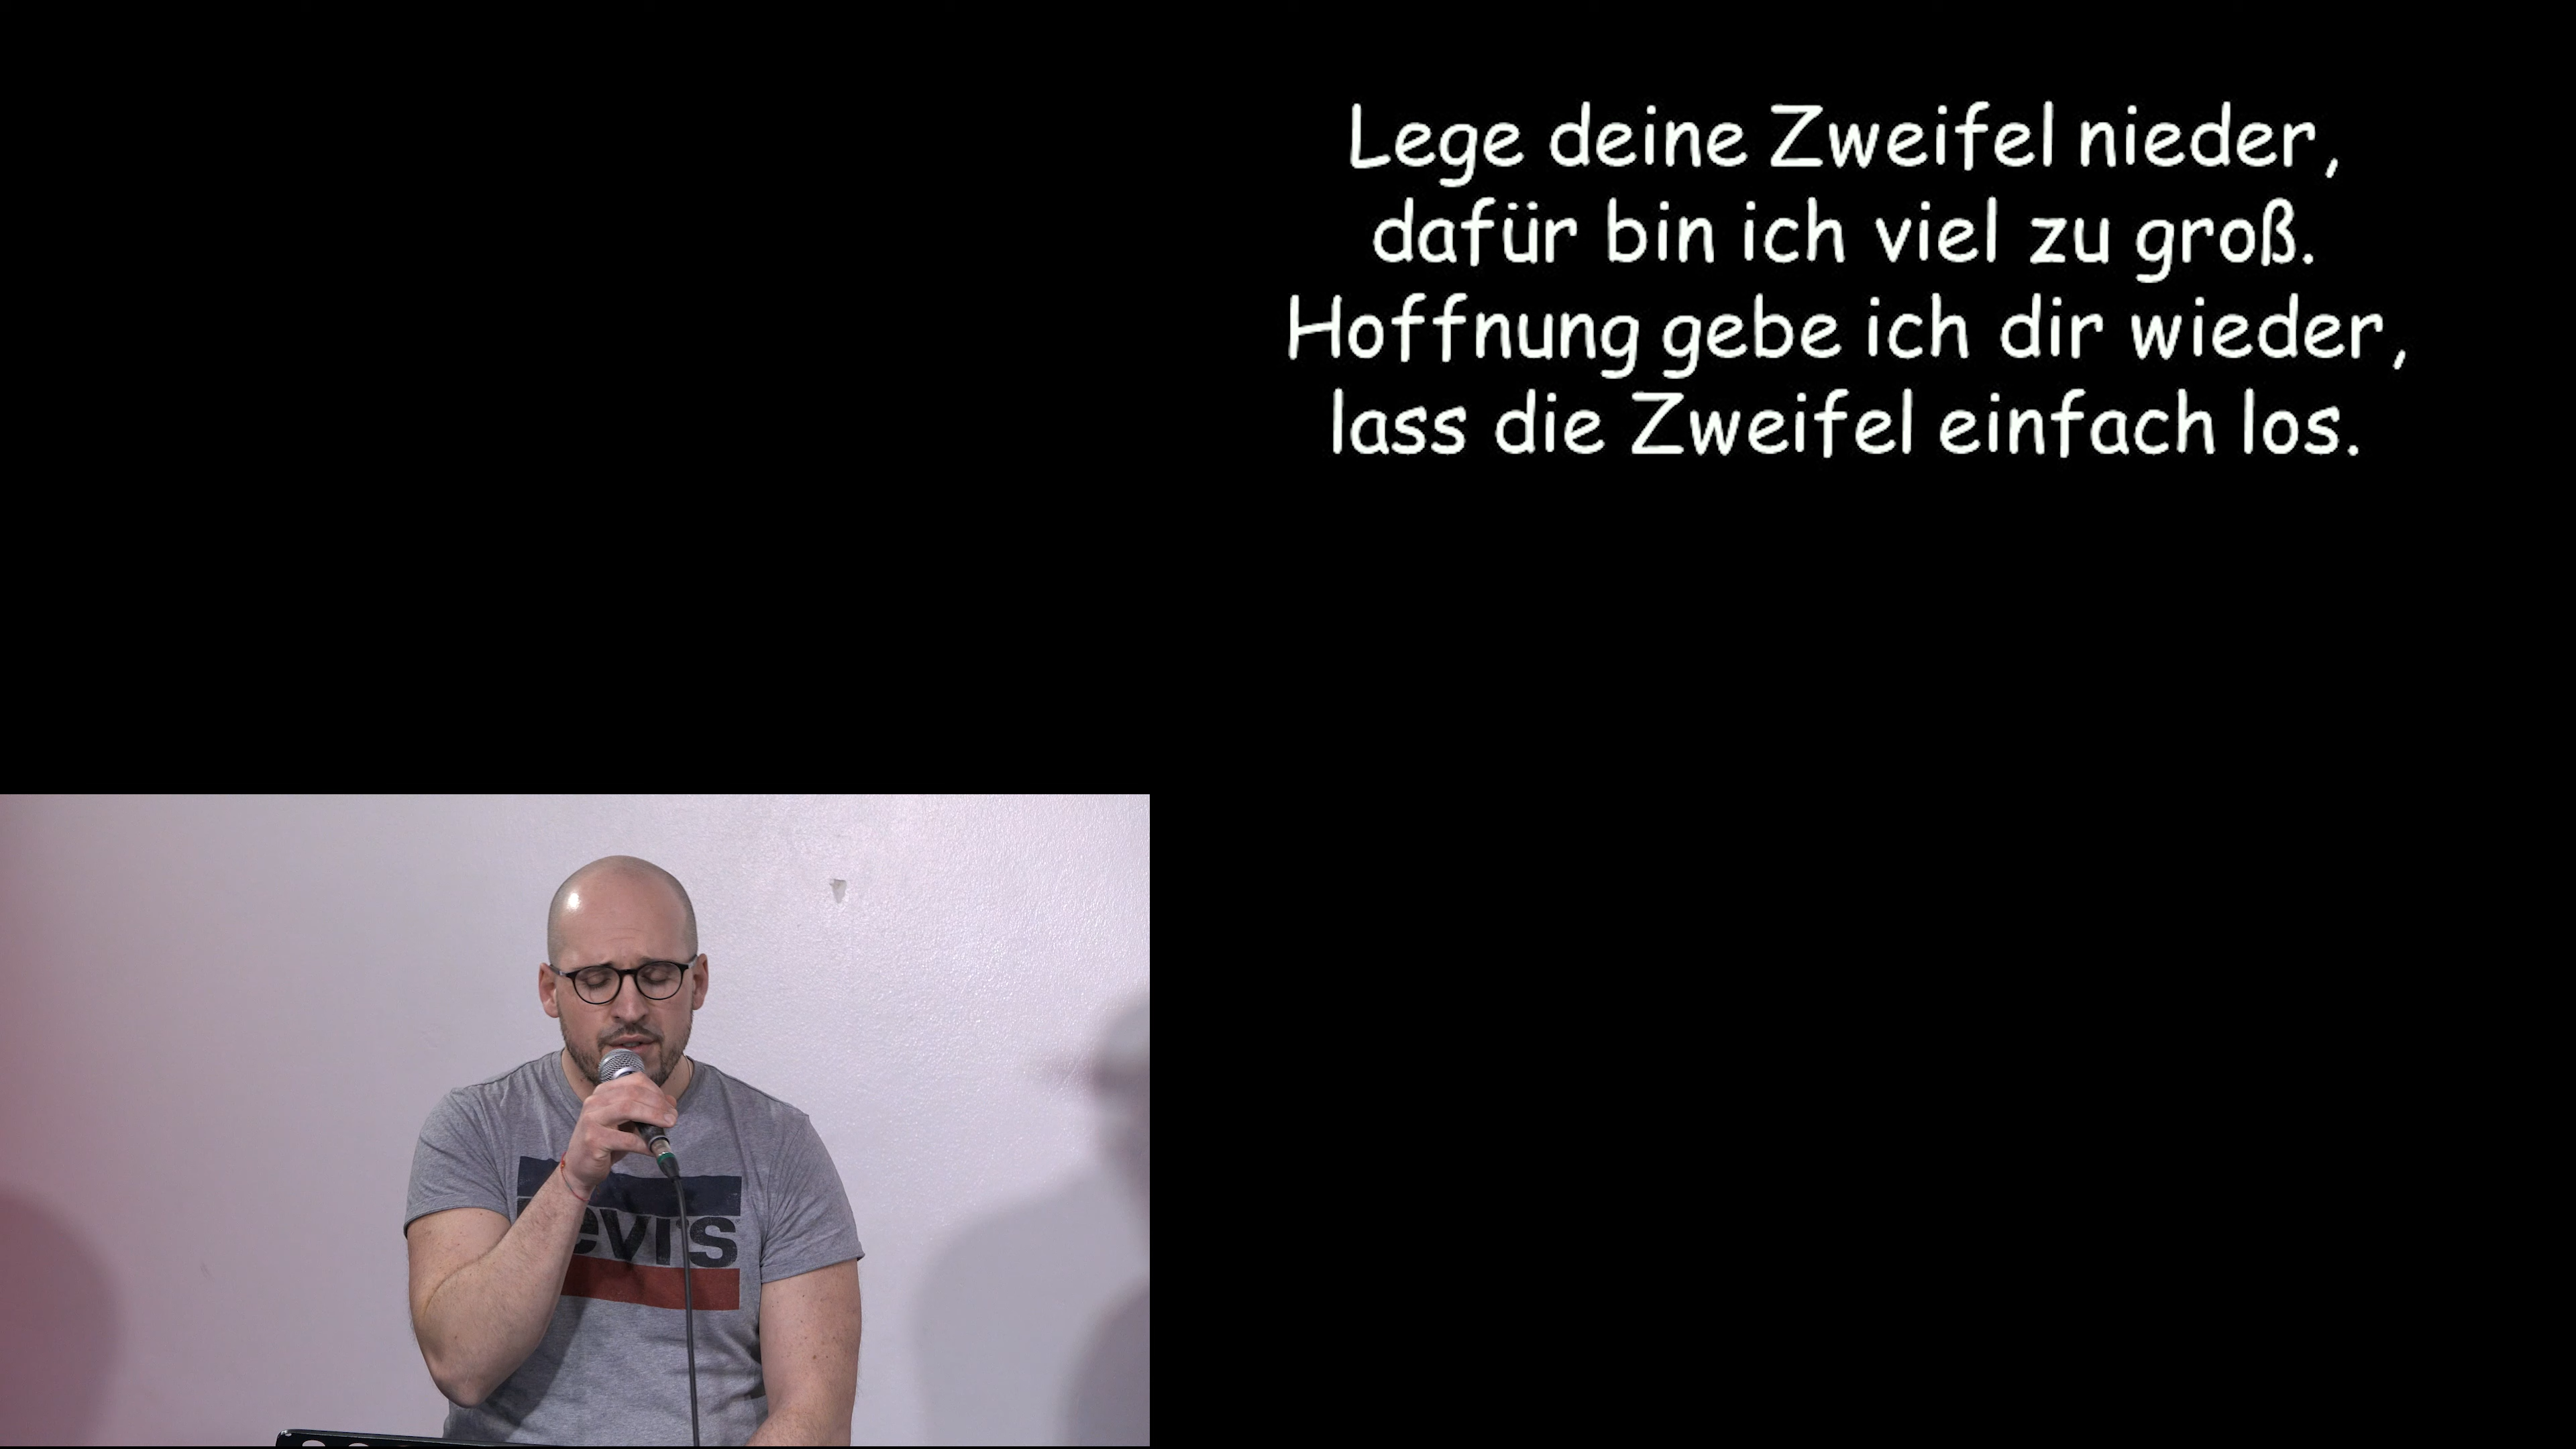 Lege deine Zweifel nieder,
dafür bin ich viel zu groß.
Hoffnung gebe ich dir wieder,
lass die Zweifel einfach los.